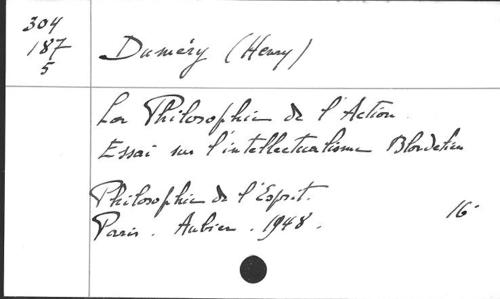 304
187
5
Duméry (Henry)
La Philosophie de l'Action.
Essai sur l'intellectualisme Blondélien
Philosophie de l'Esprit.
Paris. Aubier. 1948. 16°